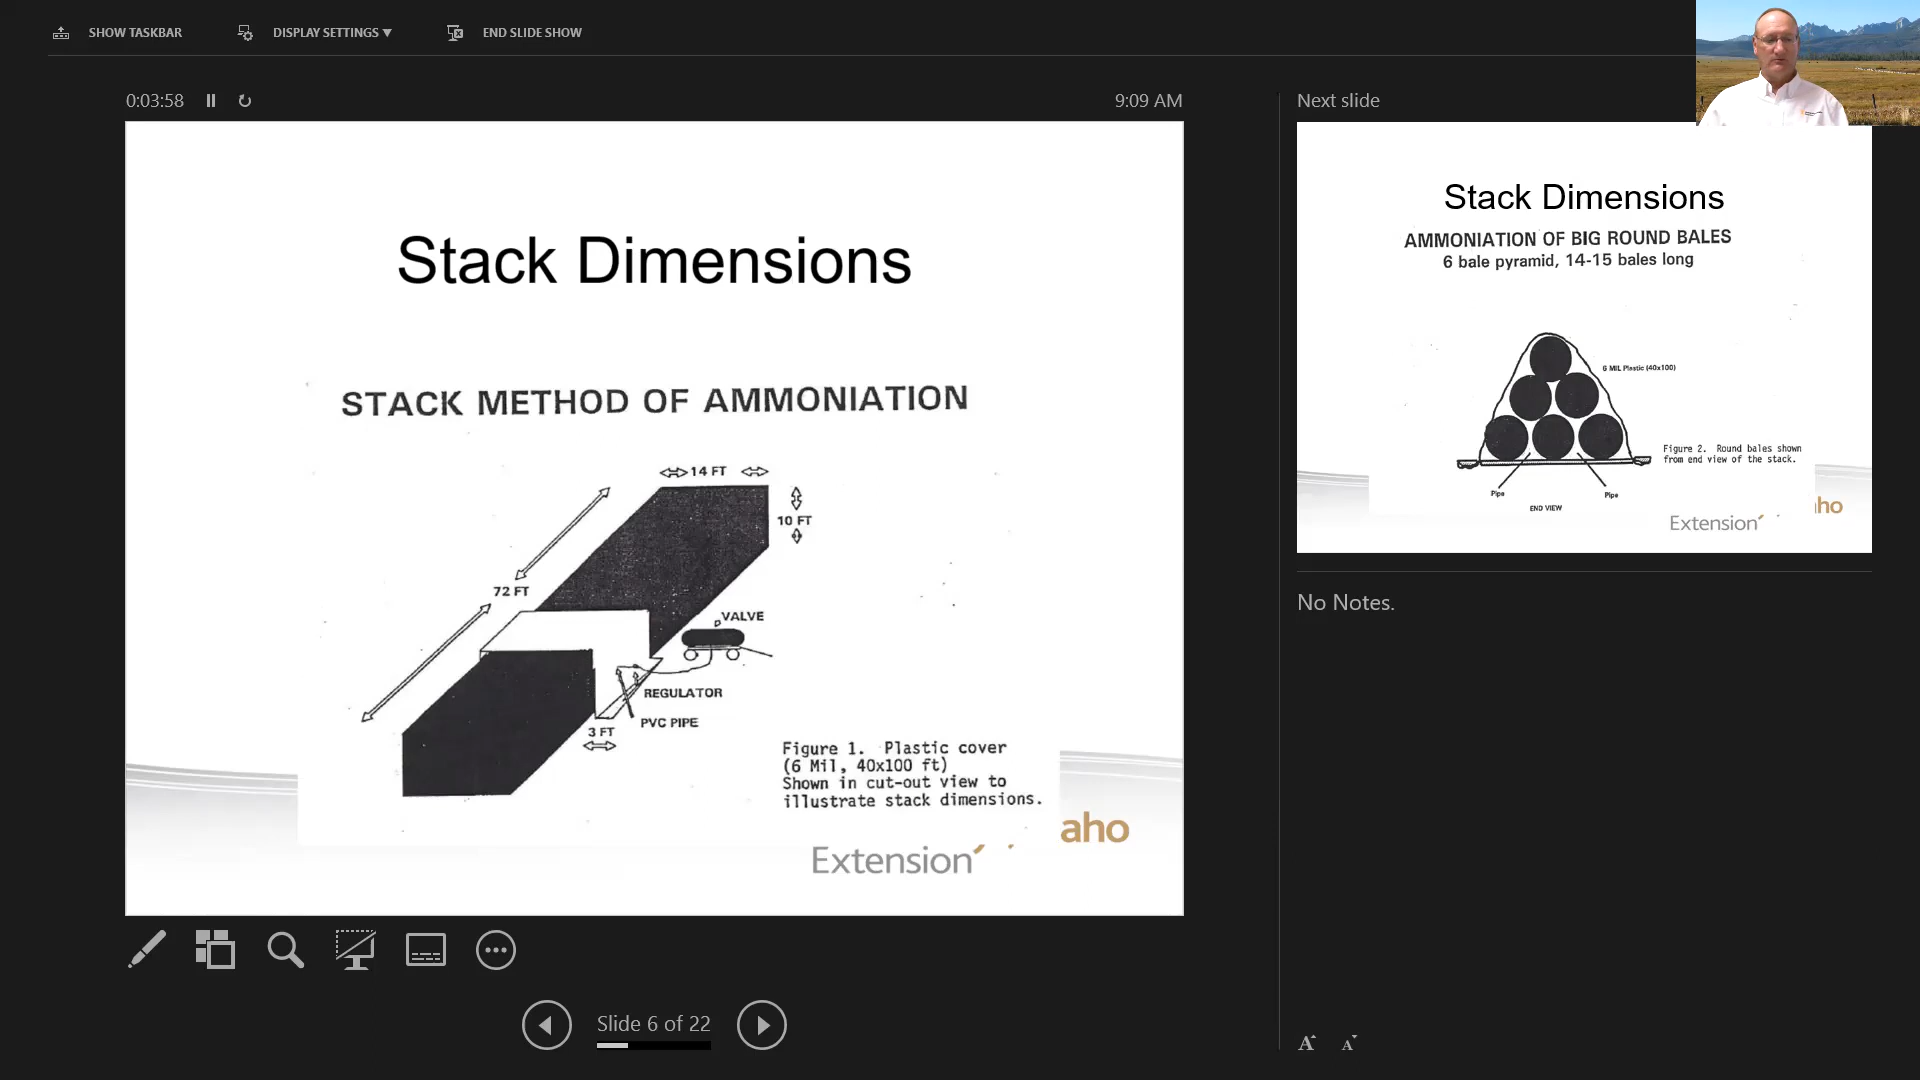 SHOW TASKBAR
DISPLAY SETTINGS ▼
END SLIDE SHOW
0:03:58
9:09 AM
Stack Dimensions
STACK METHOD OF AMMONIATION
14 FT
10 FT
72 FT
VALVE
REGULATOR
PVC PIPE
3 FT
Figure 1. Plastic cover
(6 Mil, 40x100 ft)
Shown in cut-out view to
illustrate stack dimensions.
aho
Extension
Slide 6 of 22
Next slide
Stack Dimensions
AMMONIATION OF BIG ROUND BALES
6 bale pyramid, 14-15 bales long
6 MIL Plastic (40x100)
Figure 2. Round bales shown
from end view of the stack.
Pipe
Pipe
END VIEW
ho
Extension
No Notes.
A A